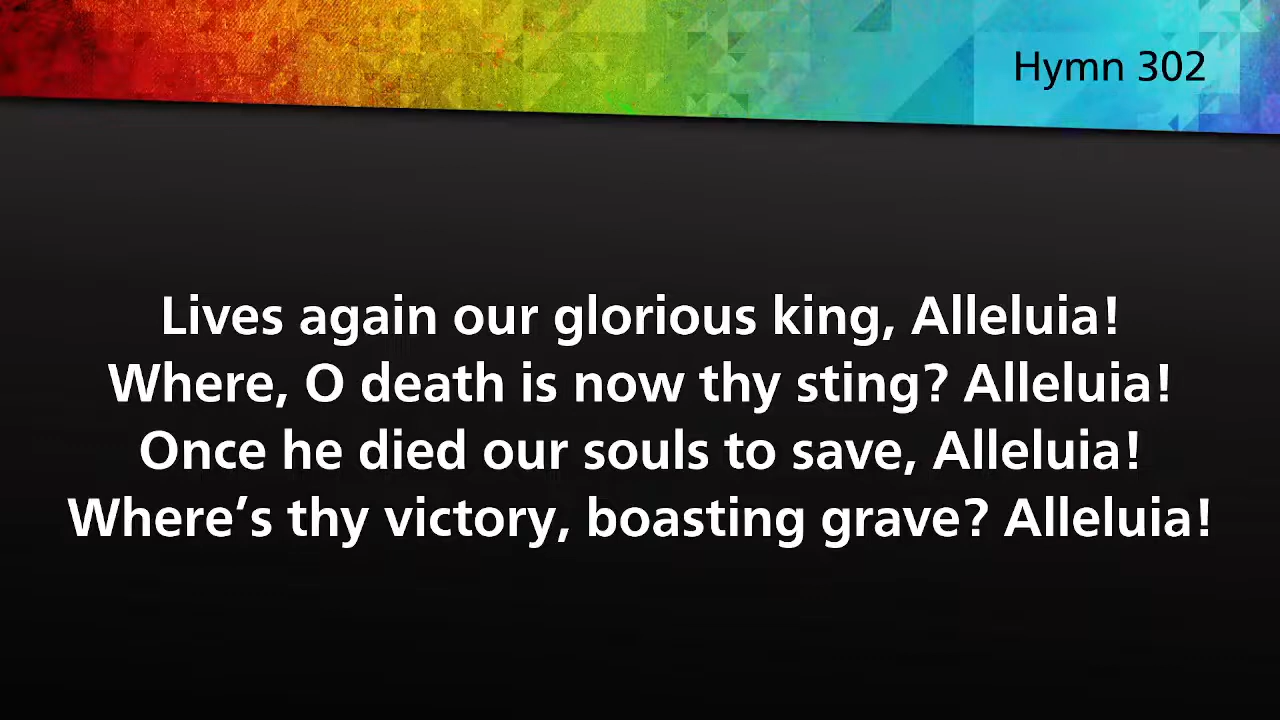 Hymn 302
Lives again our glorious king, Alleluia!
Where, O death is now thy sting? Alleluia!
Once he died our souls to save, Alleluia!
Where’s thy victory, boasting grave? Alleluia!